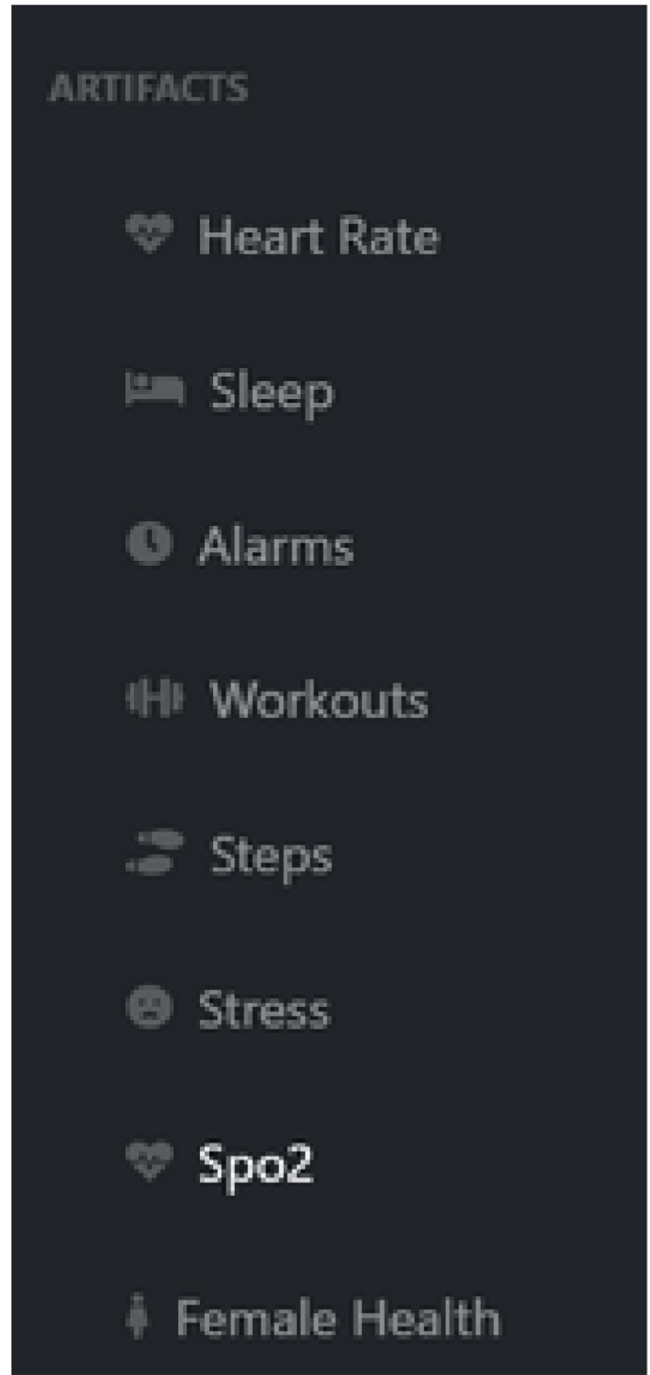 ARTIFACTS
Heart Rate
Sleep
Alarms
Workouts
Steps
Stress
Spo2
Female Health